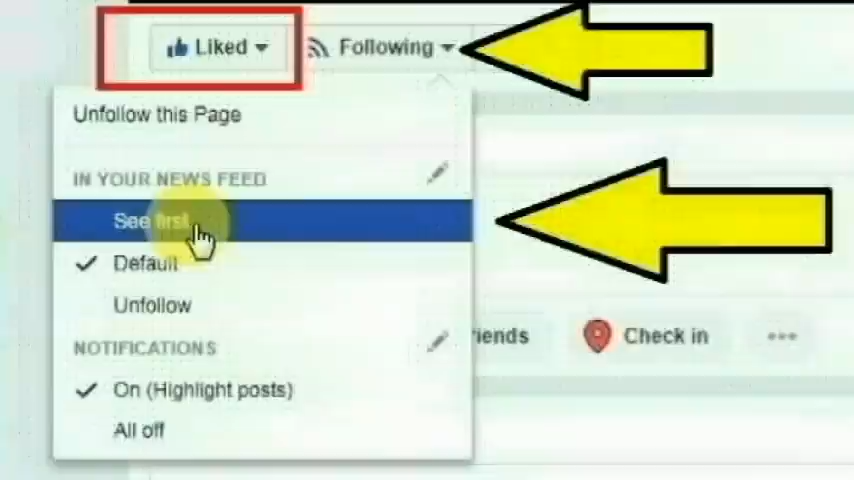 Liked Following
Unfollow this Page
IN YOUR NEWS FEED
See first
Default
Unfollow
NOTIFICATIONS
riends Check in
On (Highlight posts)
All off